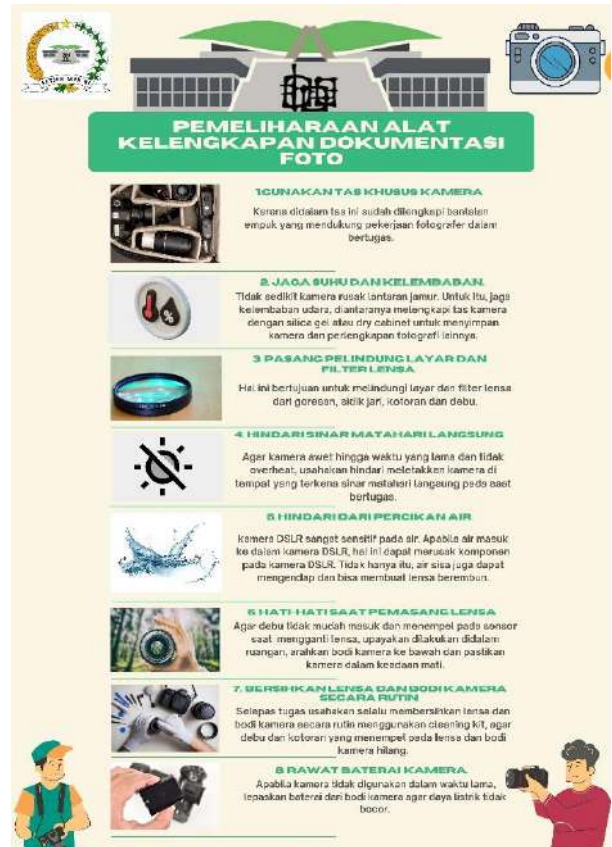 PEMELIHARAAN ALAT
KELENGKAPAN DOKUMENTASI
FOTO
1.GUNAKAN TAS KHUSUS KAMERA
Karena didalam tas ini sudah dilengkapi bantalan
empuk yang mendukung pekerjaan fotografer dalam
bertugas.
2. JAGA SUHU DAN KELEMBABAN.
Tidak sedikit kamera rusak lantaran jamur. Untuk itu, jaga
kelembaban udara, diantaranya melengkapi tas kamera
dengan silica gel atau dry cabinet untuk menyimpan
kamera dan perlengkapan fotografi lainnya.
3 PASANG PELINDUNG LAYAR DAN
FILTER LENSA
Hal ini bertujuan untuk melindungi layar dan filter lensa
dari goresan, sidik jari, kotoran dan debu.
4 HINDARI SINAR MATAHARI LANGSUNG
Agar kamera awet hingga waktu yang lama dan tidak
overheat, usahakan hindari meletakkan kamera di
tempat yang terkena sinar matahari langsung pada saat
bertugas.
5 HINDARI DARI PERCIKAN AIR
kamera DSLR sangat sensitif pada air. Apabila air masuk
ke dalam kamera DSLR, hal ini dapat merusak komponen
pada kamera DSLR. Tidak hanya itu, air sisa juga dapat
mengendap dan bisa membuat lensa berembun.
6 HATI-HATI SAAT PEMASANG LENSA
Agar debu tidak mudah masuk dan menempel pada sensor
saat mengganti lensa, upayakan dilakukan didalam
ruangan, arahkan bodi kamera ke bawah dan pastikan
kamera dalam keadaan mati.
7. BERSIHKAN LENSA DAN BODI KAMERA
SECARA RUTIN
Selepas tugas usahakan selalu membersihkan lensa dan
bodi kamera secara rutin menggunakan cleaning kit, agar
debu dan kotoran yang menempel pada lensa dan bodi
kamera hilang.
8 RAWAT BATERAI KAMERA.
Apabila kamera tidak digunakan dalam waktu lama,
lepaskan baterai dari bodi kamera agar daya listrik tidak
bocor.